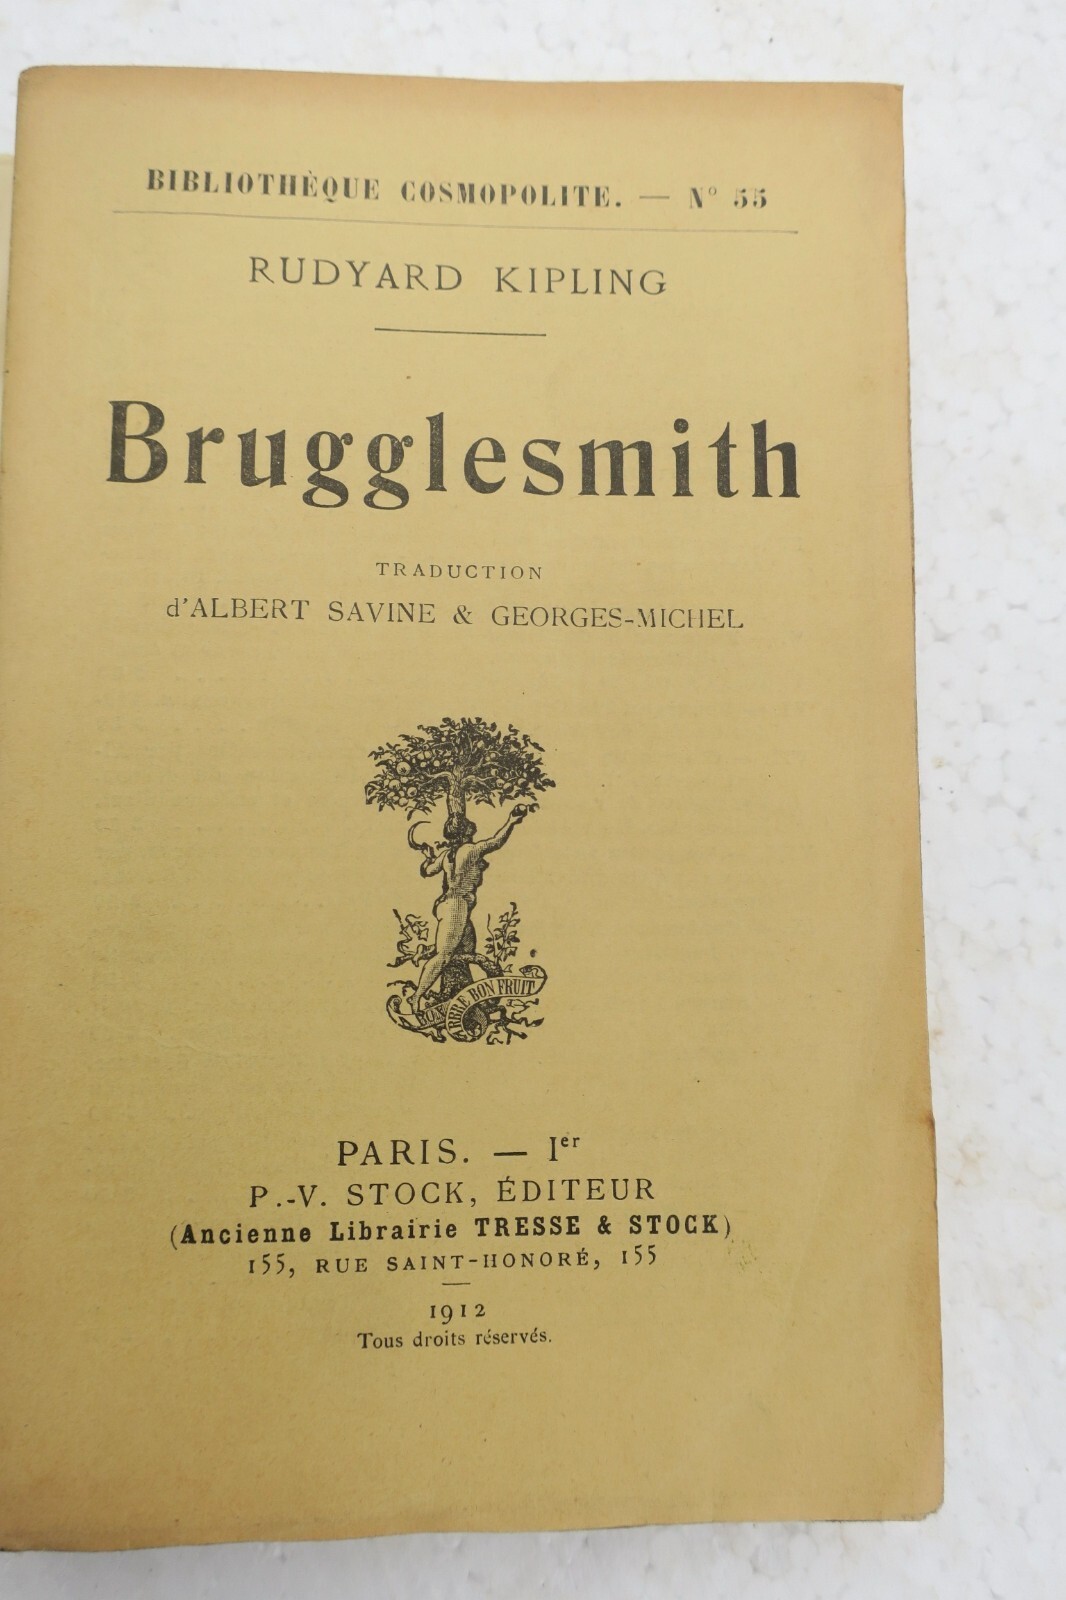 BIBLIOTHÈQUE COSMOPOLITE. — N° 55
RUDYARD KIPLING
Brugglesmith
TRADUCTION
d'ALBERT SAVINE & GEORGES-MICHEL
BON ARBRE BON FRUIT
PARIS. — Ier
P.-V. STOCK, ÉDITEUR
(Ancienne Librairie TRESSE & STOCK)
155, RUE SAINT-HONORÉ, 155
1912
Tous droits réservés.